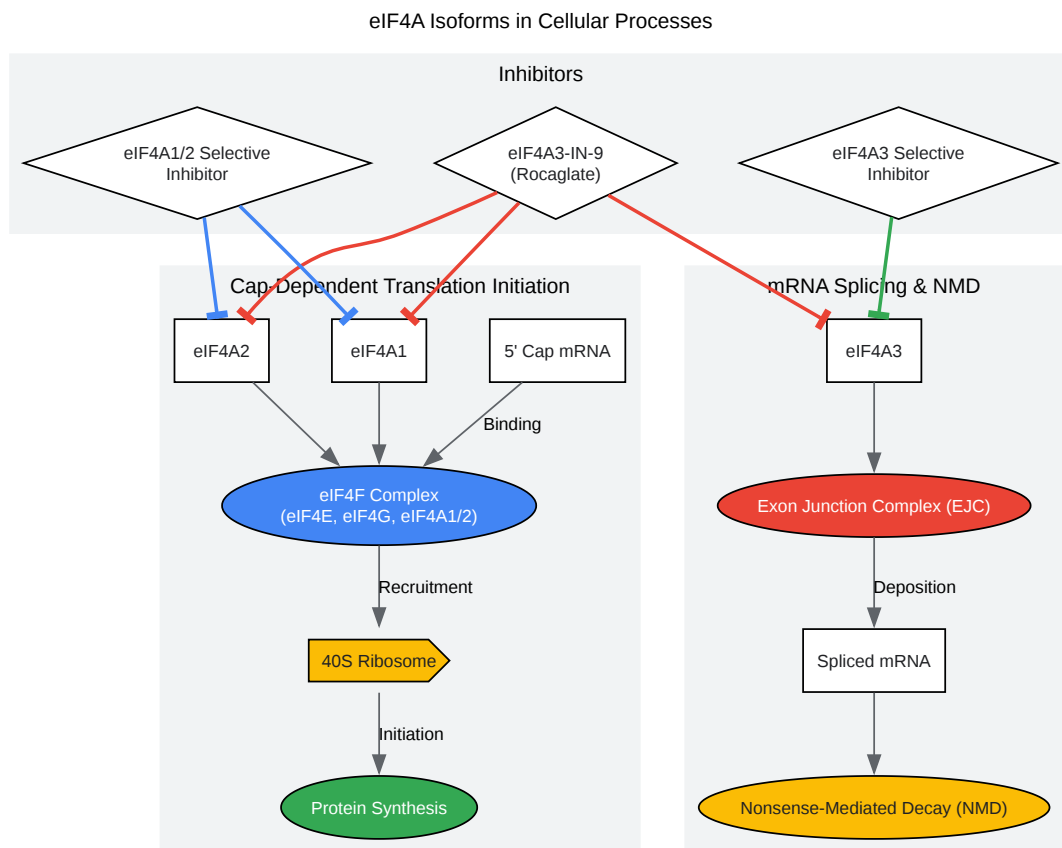 eIF4A Isoforms in Cellular Processes
Inhibitors
eIF4A1/2 Selective
Inhibitor
eIF4A3-IN-9
(Rocaglate)
eIF4A3 Selective
Inhibitor
Cap-Dependent Translation Initiation
mRNA Splicing & NMD
eIF4A2
eIF4A1
5' Cap mRNA
eIF4A3
Binding
eIF4F Complex
(eIF4E, eIF4G, eIF4A1/2)
Exon Junction Complex (EJC)
Recruitment
Deposition
40S Ribosome
Spliced mRNA
Initiation
Protein Synthesis
Nonsense-Mediated Decay (NMD)